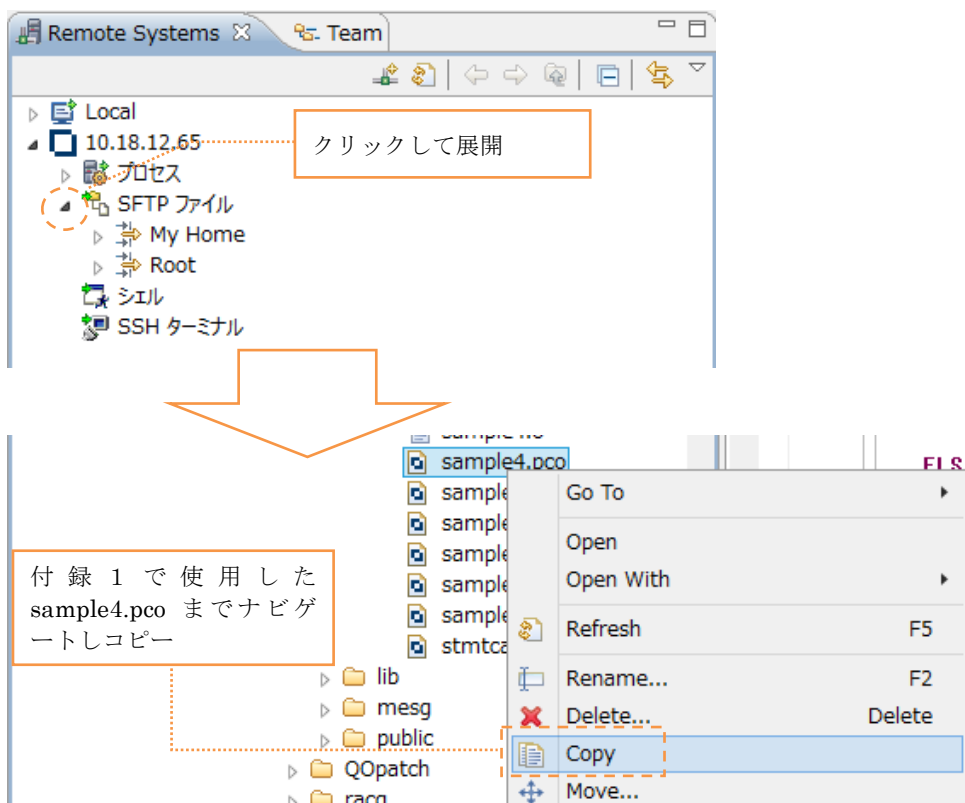 Remote Systems
Team
Local
10.18.12.65
クリックして展開
プロセス
SFTP ファイル
My Home
Root
シェル
SSH ターミナル
sample4.pco
ELS
sample
Go To
sample
Open
sample
付録 1 で使用した
sample4.pco までナビゲ
ートしコピー
sample
Open With
sample
Refresh F5
stmtca
lib
Rename... F2
mesg
Delete... Delete
public
Copy
QOpatch
Move...
racg